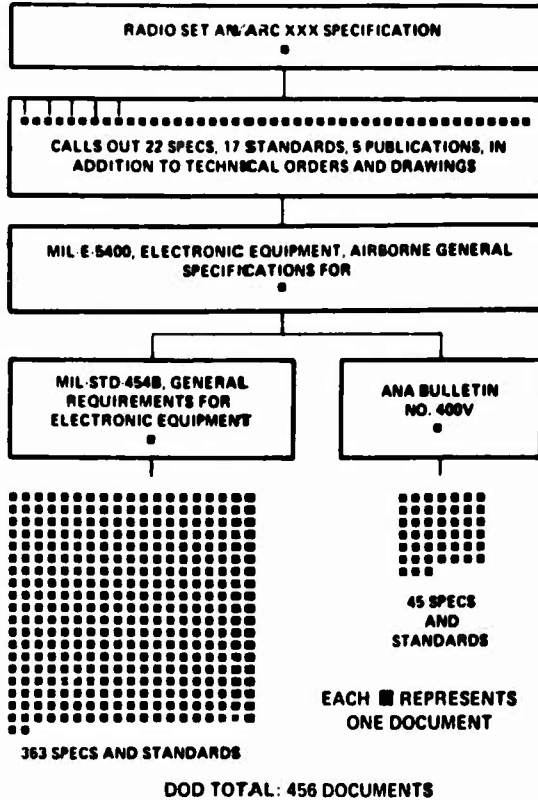 RADIO SET AN/ARC XXX SPECIFICATION
CALLS OUT 22 SPECS, 17 STANDARDS, 5 PUBLICATIONS, IN
ADDITION TO TECHNICAL ORDERS AND DRAWINGS
MIL-E-5400, ELECTRONIC EQUIPMENT, AIRBORNE GENERAL
SPECIFICATIONS FOR
MIL-STD-454B, GENERAL
REQUIREMENTS FOR
ELECTRONIC EQUIPMENT
ANA BULLETIN
NO. 400V
45 SPECS
AND
STANDARDS
EACH ■ REPRESENTS
ONE DOCUMENT
363 SPECS AND STANDARDS
DOD TOTAL: 456 DOCUMENTS